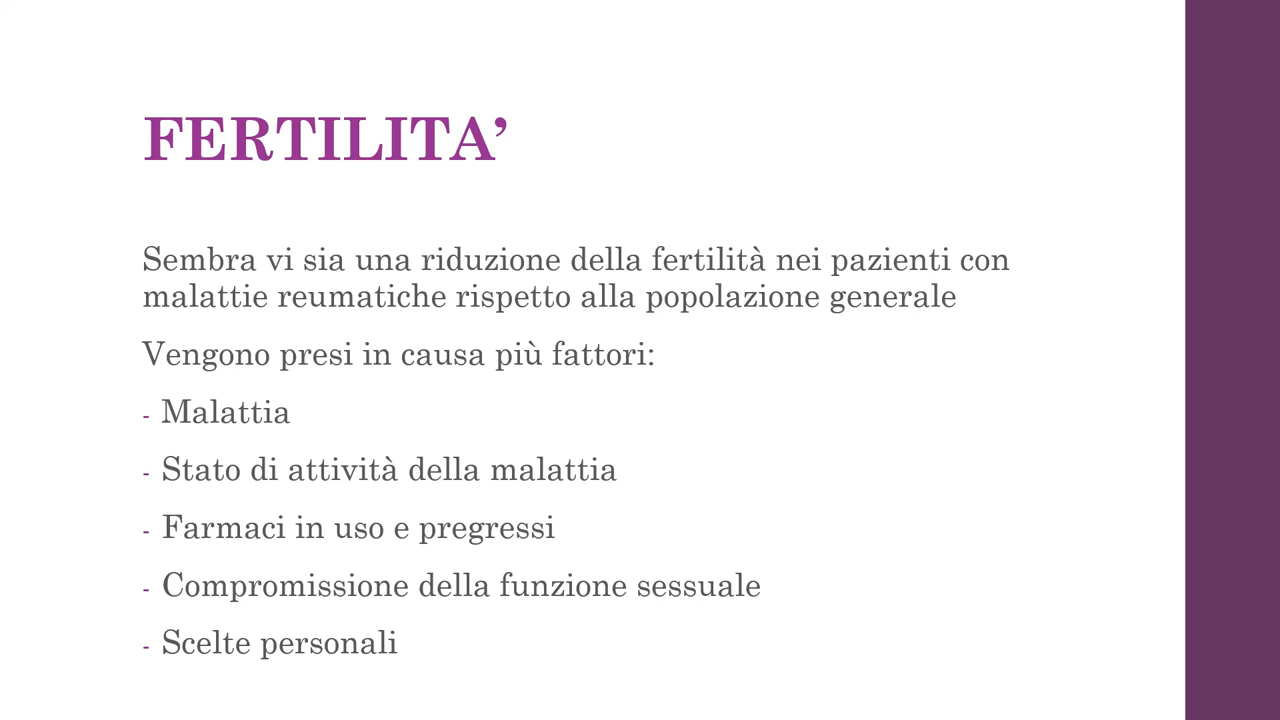 FERTILITA’
Sembra vi sia una riduzione della fertilità nei pazienti con
malattie reumatiche rispetto alla popolazione generale
Vengono presi in causa più fattori:
- Malattia
- Stato di attività della malattia
- Farmaci in uso e pregressi
- Compromissione della funzione sessuale
- Scelte personali